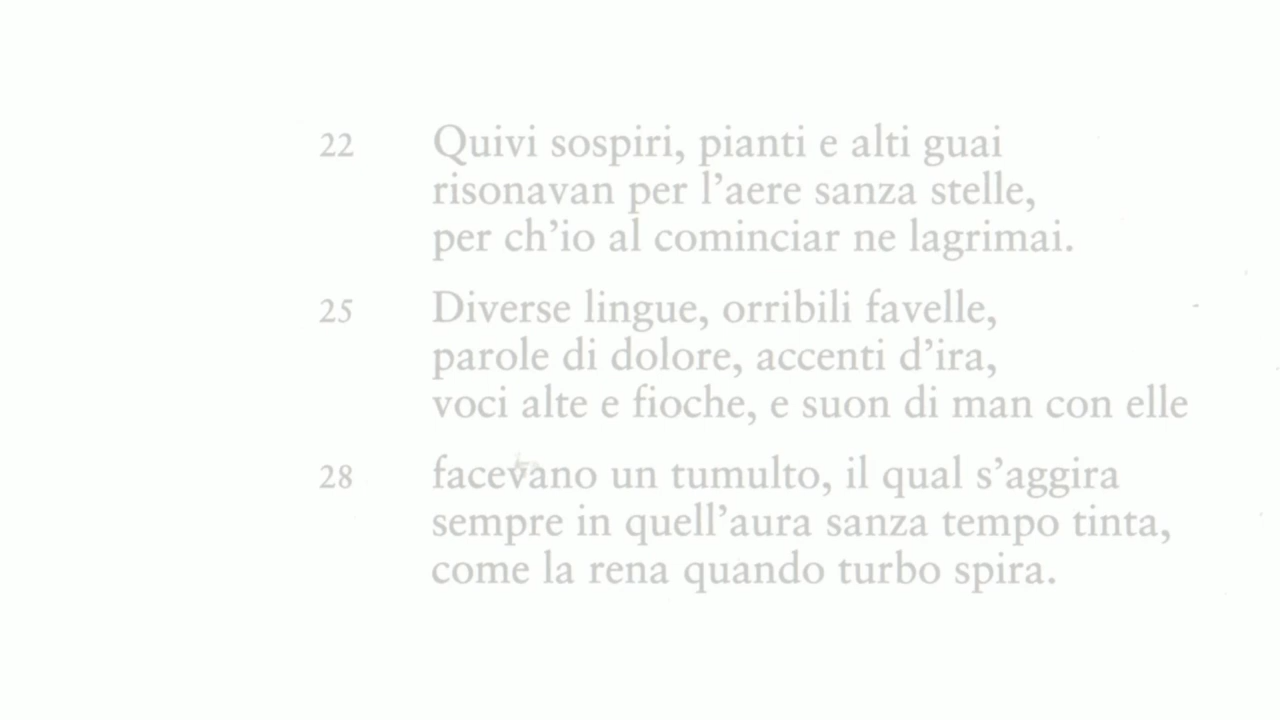 22 Quivi sospiri, pianti e alti guai
risonavan per l’aere sanza stelle,
per ch’io al cominciar ne lagrimai.
25 Diverse lingue, orribili favelle,
parole di dolore, accenti d’ira,
voci alte e fioche, e suon di man con elle
28 facevano un tumulto, il qual s’aggira
sempre in quell’aura sanza tempo tinta,
come la rena quando turbo spira.